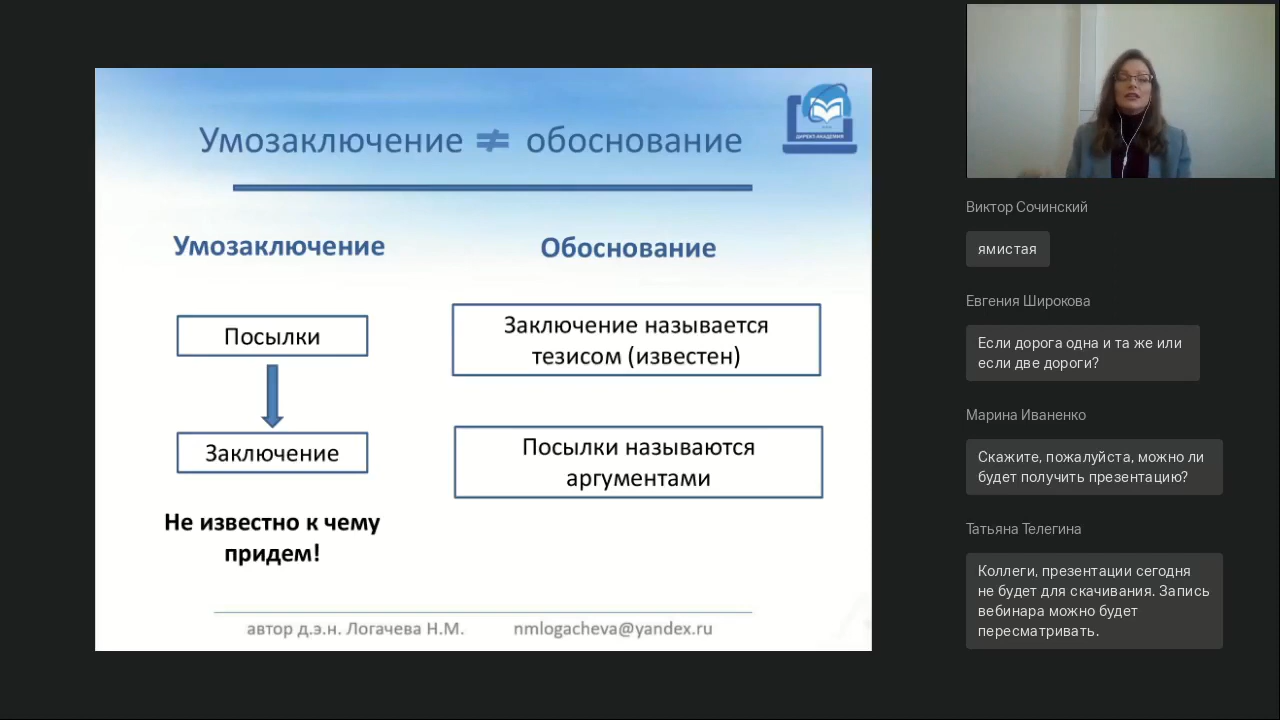 Умозаключение ≠ обоснование
ДИРЕКТ-АКАДЕМИЯ
Умозаключение
Посылки
Заключение
Не известно к чему
придем!
Обоснование
Заключение называется
тезисом (известен)
Посылки называются
аргументами
автор д.э.н. Логачева Н.М.
nmlogacheva@yandex.ru
Виктор Сочинский
ямистая
Евгения Широкова
Если дорога одна и та же или
если две дороги?
Марина Иваненко
Скажите, пожалуйста, можно ли
будет получить презентацию?
Татьяна Телегина
Коллеги, презентации сегодня
не будет для скачивания. Запись
вебинара можно будет
пересматривать.